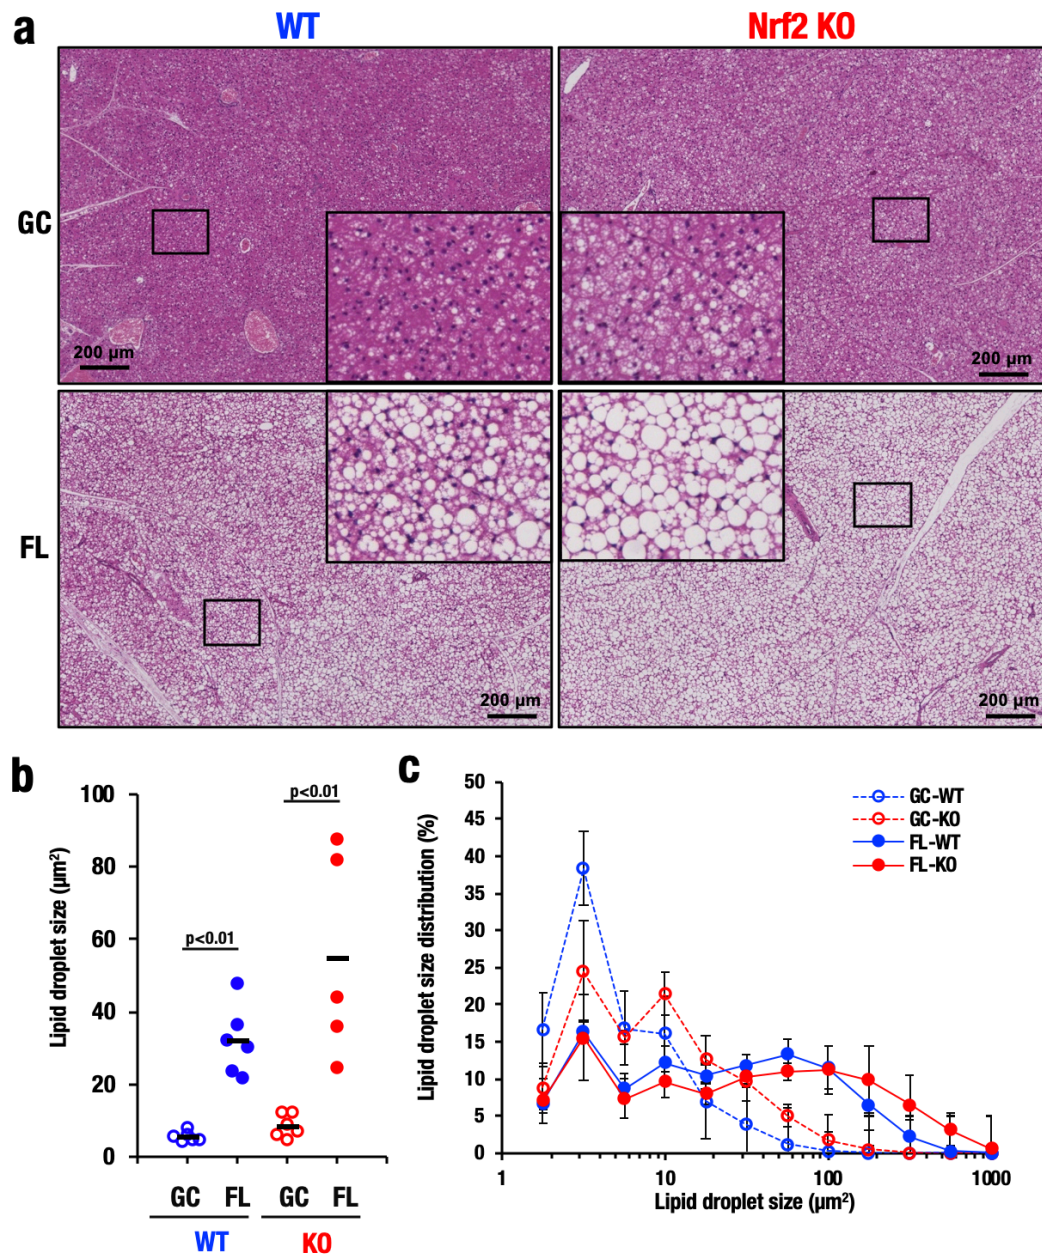 a
WT
Nrf2 KO
GC
200 µm
200 µm
FL
200 µm
200 µm
b
Lipid droplet size (µm²)
100
80
60
40
20
0
p<0.01
p<0.01
GC
FL
GC
FL
WT
KO
c
Lipid droplet size distribution (%)
50
45
40
35
30
25
20
15
10
5
0
GC-WT
GC-KO
FL-WT
FL-KO
1
10
100
1000
Lipid droplet size (µm²)